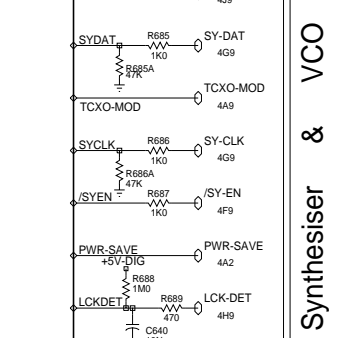 SYDAT
R685
1K0
SY-DAT
4G9
R685A
47K
TCXO-MOD
TCXO-MOD
4A9
SYCLK
R686
1K0
SY-CLK
4G9
R686A
47K
/SYEN
R687
1K0
/SY-EN
4F9
PWR-SAVE
PWR-SAVE
4A2
+5V-DIG
R688
1M0
LCKDET
R689
470
LCK-DET
4H9
C640
Synthesiser & VCO